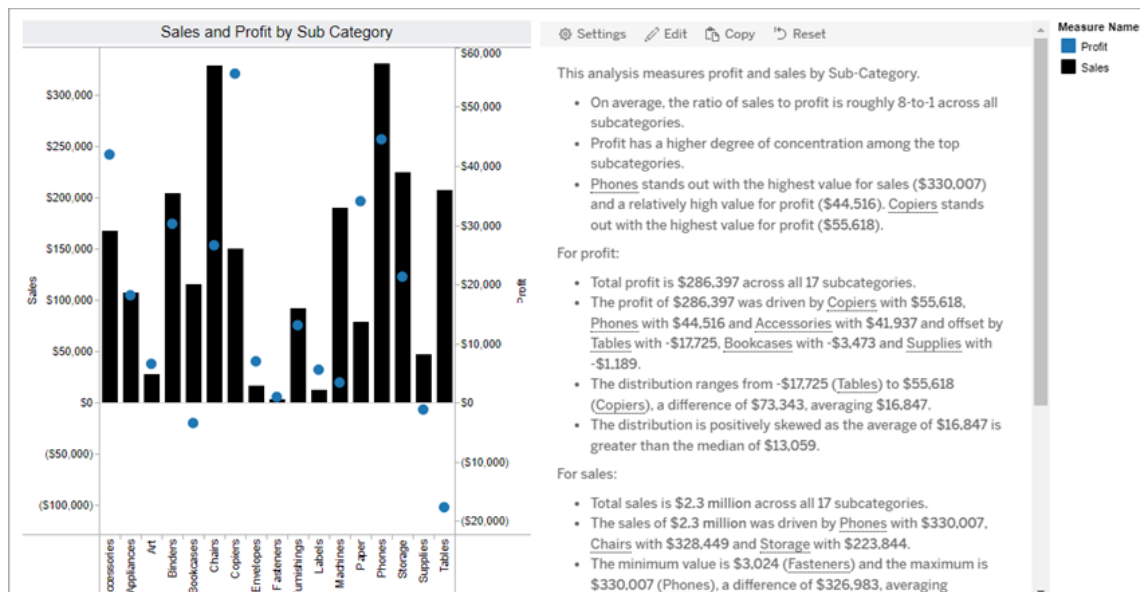 Sales and Profit by Sub Category
$300,000
$250,000
$200,000
$150,000
$100,000
$50,000
$0
($50,000)
($100,000)
Sales
$60,000
$50,000
$40,000
$30,000
$20,000
$10,000
$0
($10,000)
($20,000)
Profit
ccessories
Appliances
Art
Binders
Bookcases
Chairs
Copiers
Envelopes
Fasteners
urnishings
Labels
Machines
Paper
Phones
Storage
Supplies
Tables
Settings Edit Copy Reset
This analysis measures profit and sales by Sub-Category.
• On average, the ratio of sales to profit is roughly 8-to-1 across all
subcategories.
• Profit has a higher degree of concentration among the top
subcategories.
• Phones stands out with the highest value for sales ($330,007)
and a relatively high value for profit ($44,516). Copiers stands
out with the highest value for profit ($55,618).
For profit:
• Total profit is $286,397 across all 17 subcategories.
• The profit of $286,397 was driven by Copiers with $55,618,
Phones with $44,516 and Accessories with $41,937 and offset by
Tables with -$17,725, Bookcases with -$3,473 and Supplies with
-$1,189.
• The distribution ranges from -$17,725 (Tables) to $55,618
(Copiers), a difference of $73,343, averaging $16,847.
• The distribution is positively skewed as the average of $16,847 is
greater than the median of $13,059.
For sales:
• Total sales is $2.3 million across all 17 subcategories.
• The sales of $2.3 million was driven by Phones with $330,007,
Chairs with $328,449 and Storage with $223,844.
• The minimum value is $3,024 (Fasteners) and the maximum is
$330,007 (Phones), a difference of $326,983, averaging
Measure Name
Profit
Sales